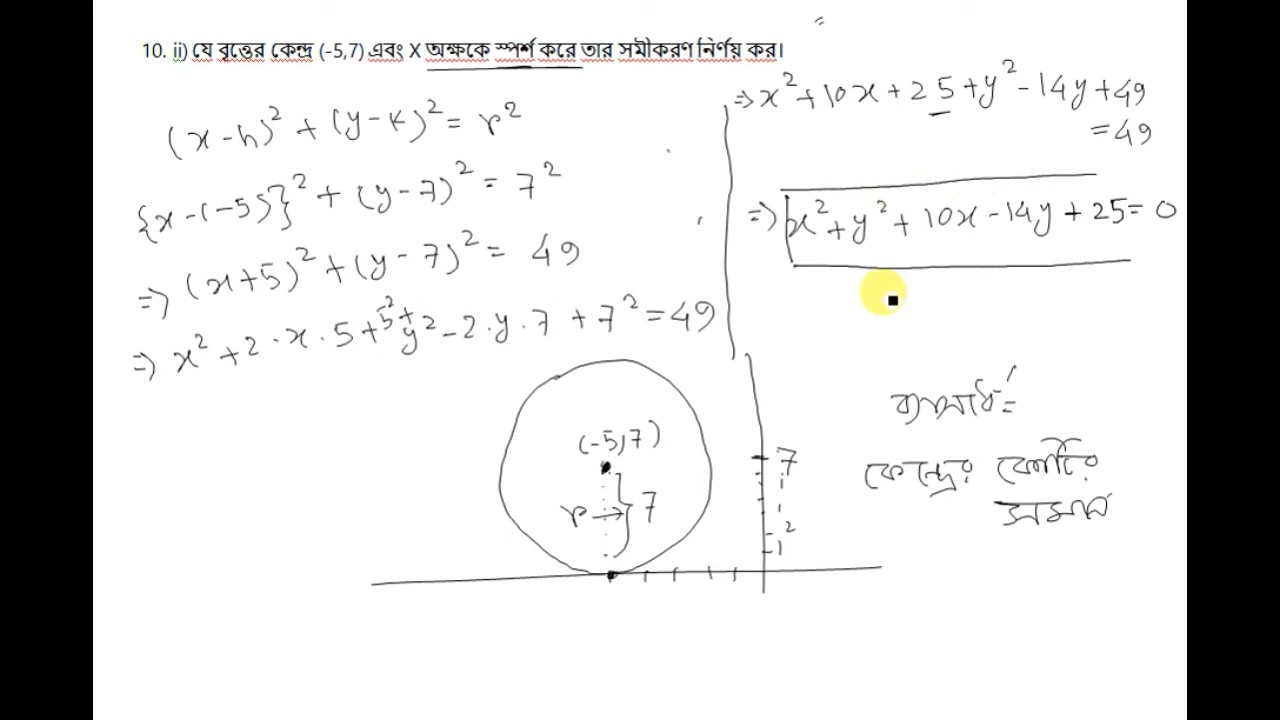 10. ii) যে বৃত্তের কেন্দ্র (-5,7) এবং X অক্ষকে স্পর্শ করে তার সমীকরণ নির্ণয় কর।
(x-h)² + (y-k)² = r²
{x-(-5)}² + (y-7)² = 7²
⇒ (x+5)² + (y-7)² = 49
⇒ x² + 2·x·5 + 5² + y² - 2·y·7 + 7² = 49
⇒ x² + 10x + 25 + y² - 14y + 49
= 49
⇒ x² + y² + 10x - 14y + 25 = 0
(-5,7)
r → } 7
7
2
1
ব্যাসার্ধ =
কেন্দ্রের কোটির
সমান